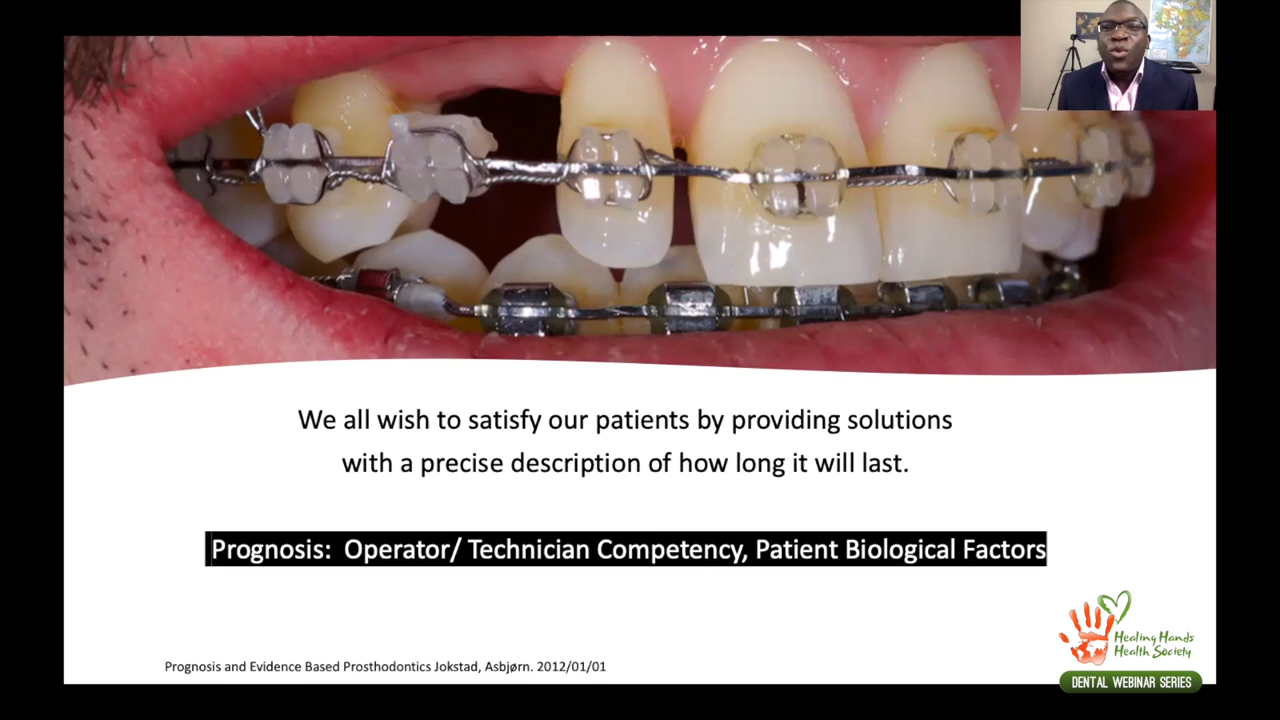 We all wish to satisfy our patients by providing solutions
with a precise description of how long it will last.
Prognosis:  Operator/ Technician Competency, Patient Biological Factors
Healing Hands
Health Society
DENTAL WEBINAR SERIES
Prognosis and Evidence Based Prosthodontics Jokstad, Asbjørn. 2012/01/01